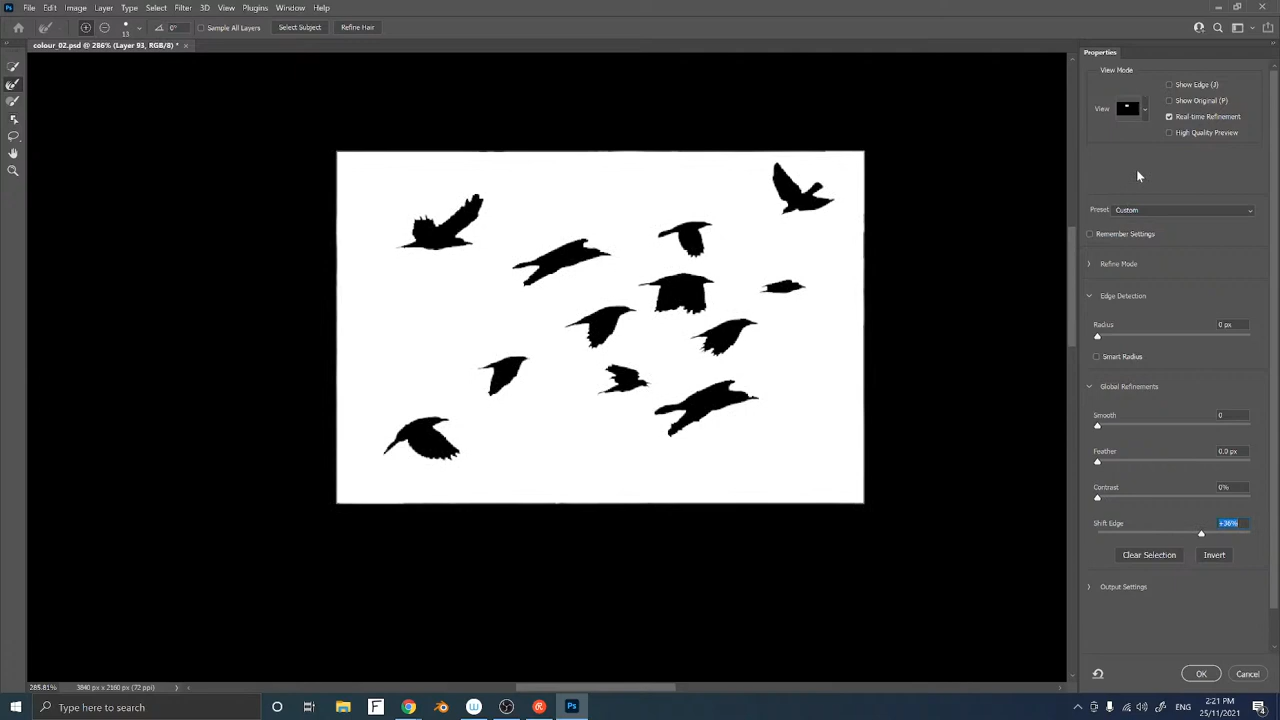 File Edit Image Layer Type Select Filter 3D View Plugins Window Help
13 0° Sample All Layers Select Subject Refine Hair
colour_02.psd @ 286% (Layer 93, RGB/8) *
Properties
View Mode
Show Edge (J)
Show Original (P)
View
Real-time Refinement
High Quality Preview
Preset: Custom
Remember Settings
Refine Mode
Edge Detection
Radius 0 px
Smart Radius
Global Refinements
Smooth 0
Feather 0.0 px
Contrast 0%
Shift Edge +36%
Clear Selection Invert
Output Settings
OK Cancel
285.81% 3840 px x 2160 px (72 ppi)
Type here to search
2:21 PM
25/11/2021